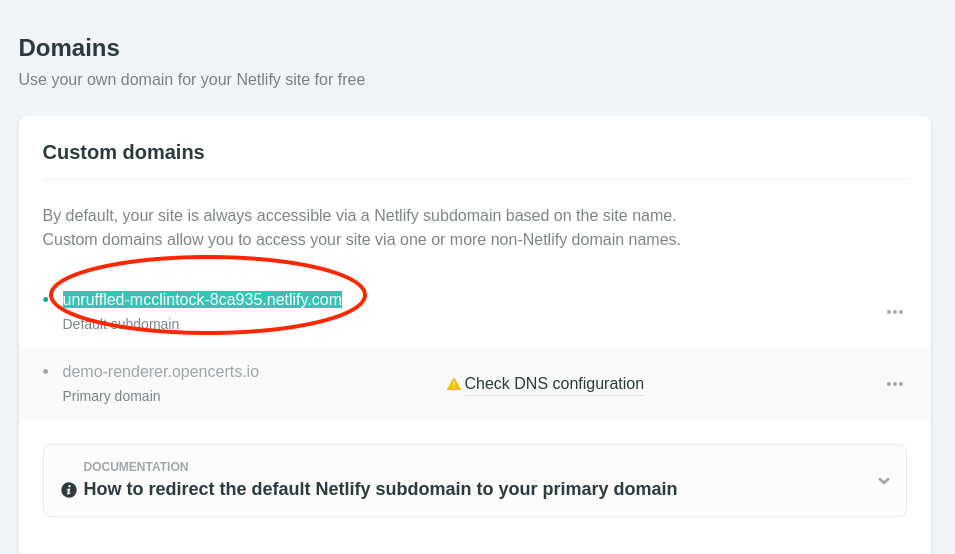 Domains
Use your own domain for your Netlify site for free
Custom domains
By default, your site is always accessible via a Netlify subdomain based on the site name.
Custom domains allow you to access your site via one or more non-Netlify domain names.
unruffled-mcclintock-8ca935.netlify.com
Default subdomain
demo-renderer.opencerts.io
Primary domain
Check DNS configuration
DOCUMENTATION
How to redirect the default Netlify subdomain to your primary domain